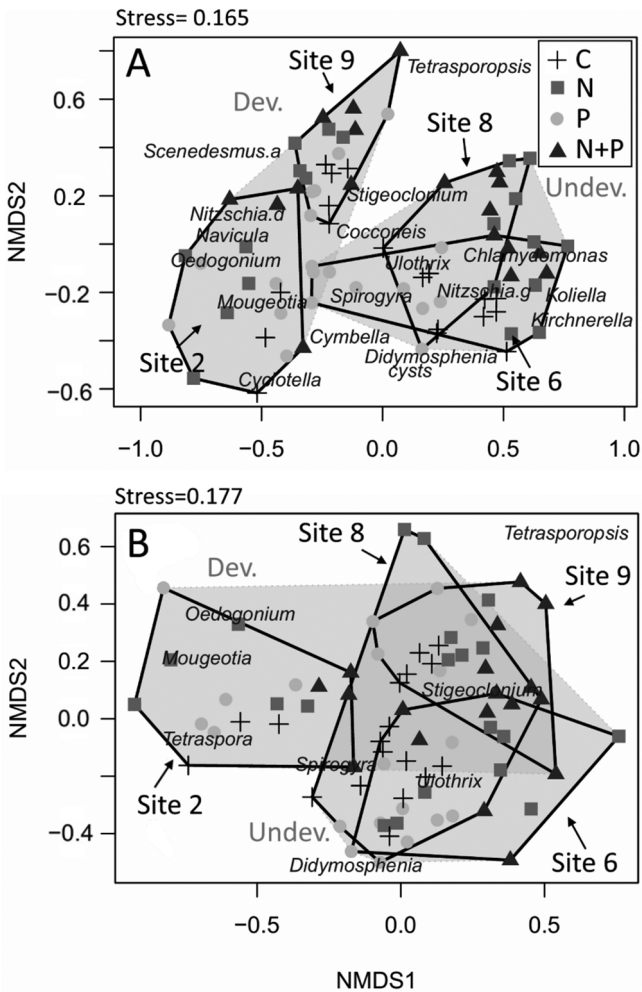 Stress= 0.165
A
Site 9
Tetrasporopsis
C
N
P
N+P
0.6
Dev.
Site 8
Scenedesmus.a
Undev.
0.2
Stigeoclonium
Nitzschia.d
Navicula
Cocconeis
NMDS2
Oedogonium
Ulothrix
Chlamydomonas
−0.2
Mougeotia
Spirogyra
Nitzschia.g
Koliella
Kirchnerella
Site 2
Cymbella
Didymosphenia
cysts
Cyclotella
Site 6
−0.6
−1.0
−0.5
0.0
0.5
1.0
Stress=0.177
B
Site 8
Tetrasporopsis
0.6
Dev.
Site 9
0.4
Oedogonium
0.2
Mougeotia
Stigeoclonium
NMDS2
0.0
Tetraspora
Spirogyra
Ulothrix
Site 2
Undev.
−0.4
Didymosphenia
Site 6
−0.5
0.0
0.5
NMDS1